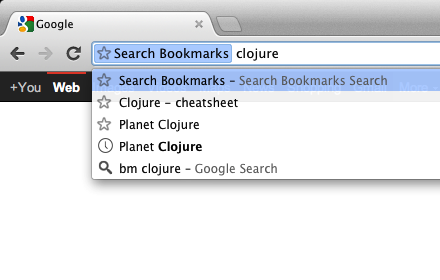 Google
Search Bookmarks clojure
+You Web
Search Bookmarks – Search Bookmarks Search
Clojure – cheatsheet
Planet Clojure
Planet Clojure
bm clojure – Google Search